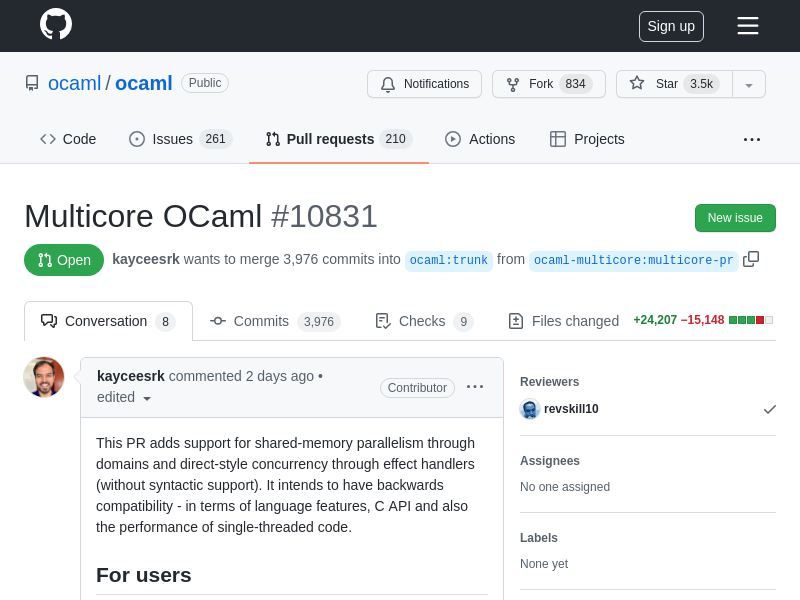 Sign up
ocaml / ocaml Public
Notifications
Fork 834
Star 3.5k
Code
Issues 261
Pull requests 210
Actions
Projects
Multicore OCaml #10831
New issue
Open
kayceesrk wants to merge 3,976 commits into ocaml:trunk from ocaml-multicore:multicore-pr
Conversation 8
Commits 3,976
Checks 9
Files changed
+24,207 −15,148
kayceesrk commented 2 days ago •
edited
Contributor
This PR adds support for shared-memory parallelism through
domains and direct-style concurrency through effect handlers
(without syntactic support). It intends to have backwards
compatibility - in terms of language features, C API and also
the performance of single-threaded code.
For users
Reviewers
revskill10
Assignees
No one assigned
Labels
None yet